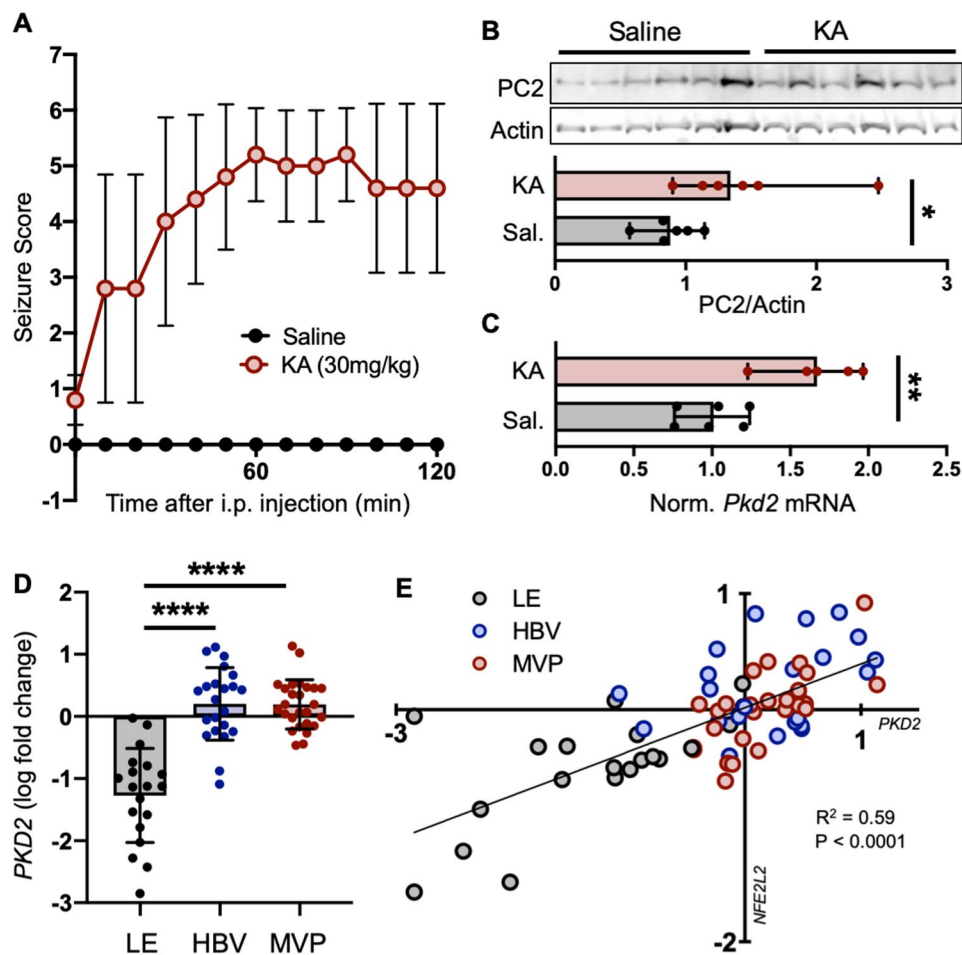 A
7
6
5
4
3
2
1
0
-1
Seizure Score
Saline
KA (30mg/kg)
60
120
Time after i.p. injection (min)
B
Saline
KA
PC2
Actin
KA
Sal.
*
0
1
2
3
PC2/Actin
C
KA
Sal.
**
0.0
0.5
1.0
1.5
2.0
2.5
Norm. Pkd2 mRNA
D
****
****
2
1
0
-1
-2
-3
PKD2 (log fold change)
LE
HBV
MVP
E
LE
HBV
MVP
1
-3
PKD2
1
R² = 0.59
P < 0.0001
NFE2L2
-2